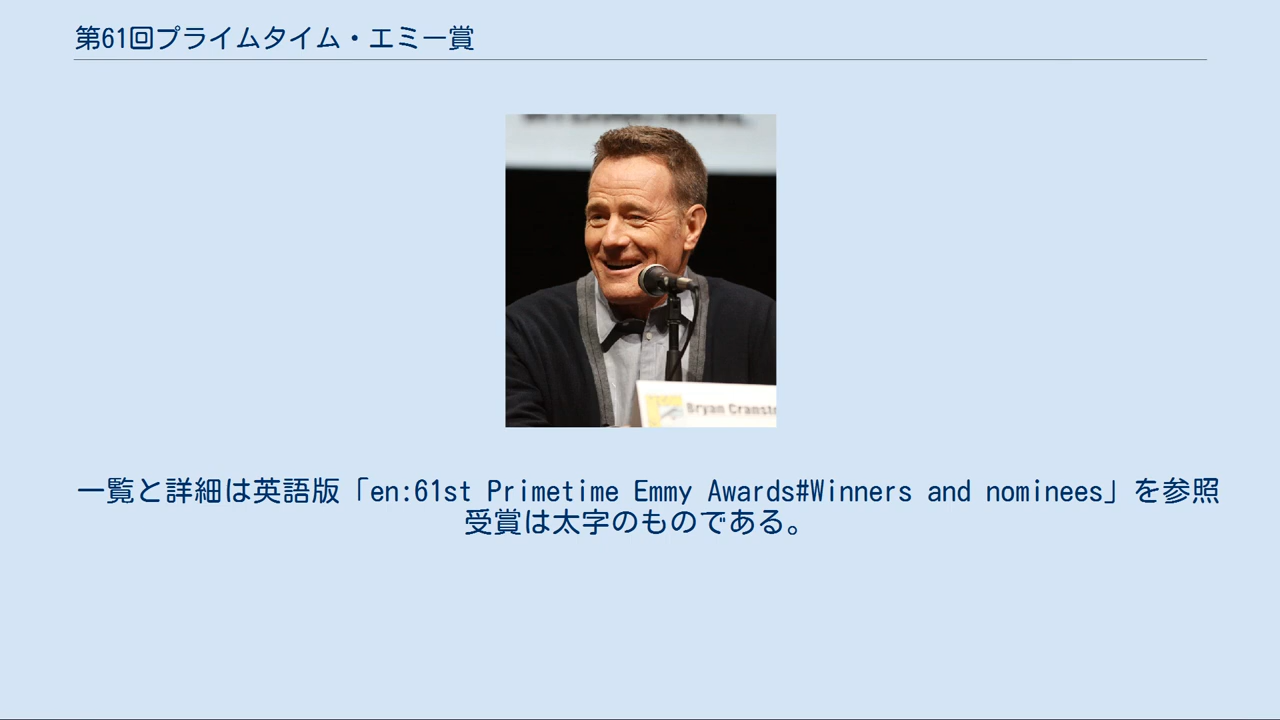 第61回プライムタイム・エミー賞
Bryan Cranst
一覧と詳細は英語版「en:61st Primetime Emmy Awards#Winners and nominees」を参照
受賞は太字のものである。